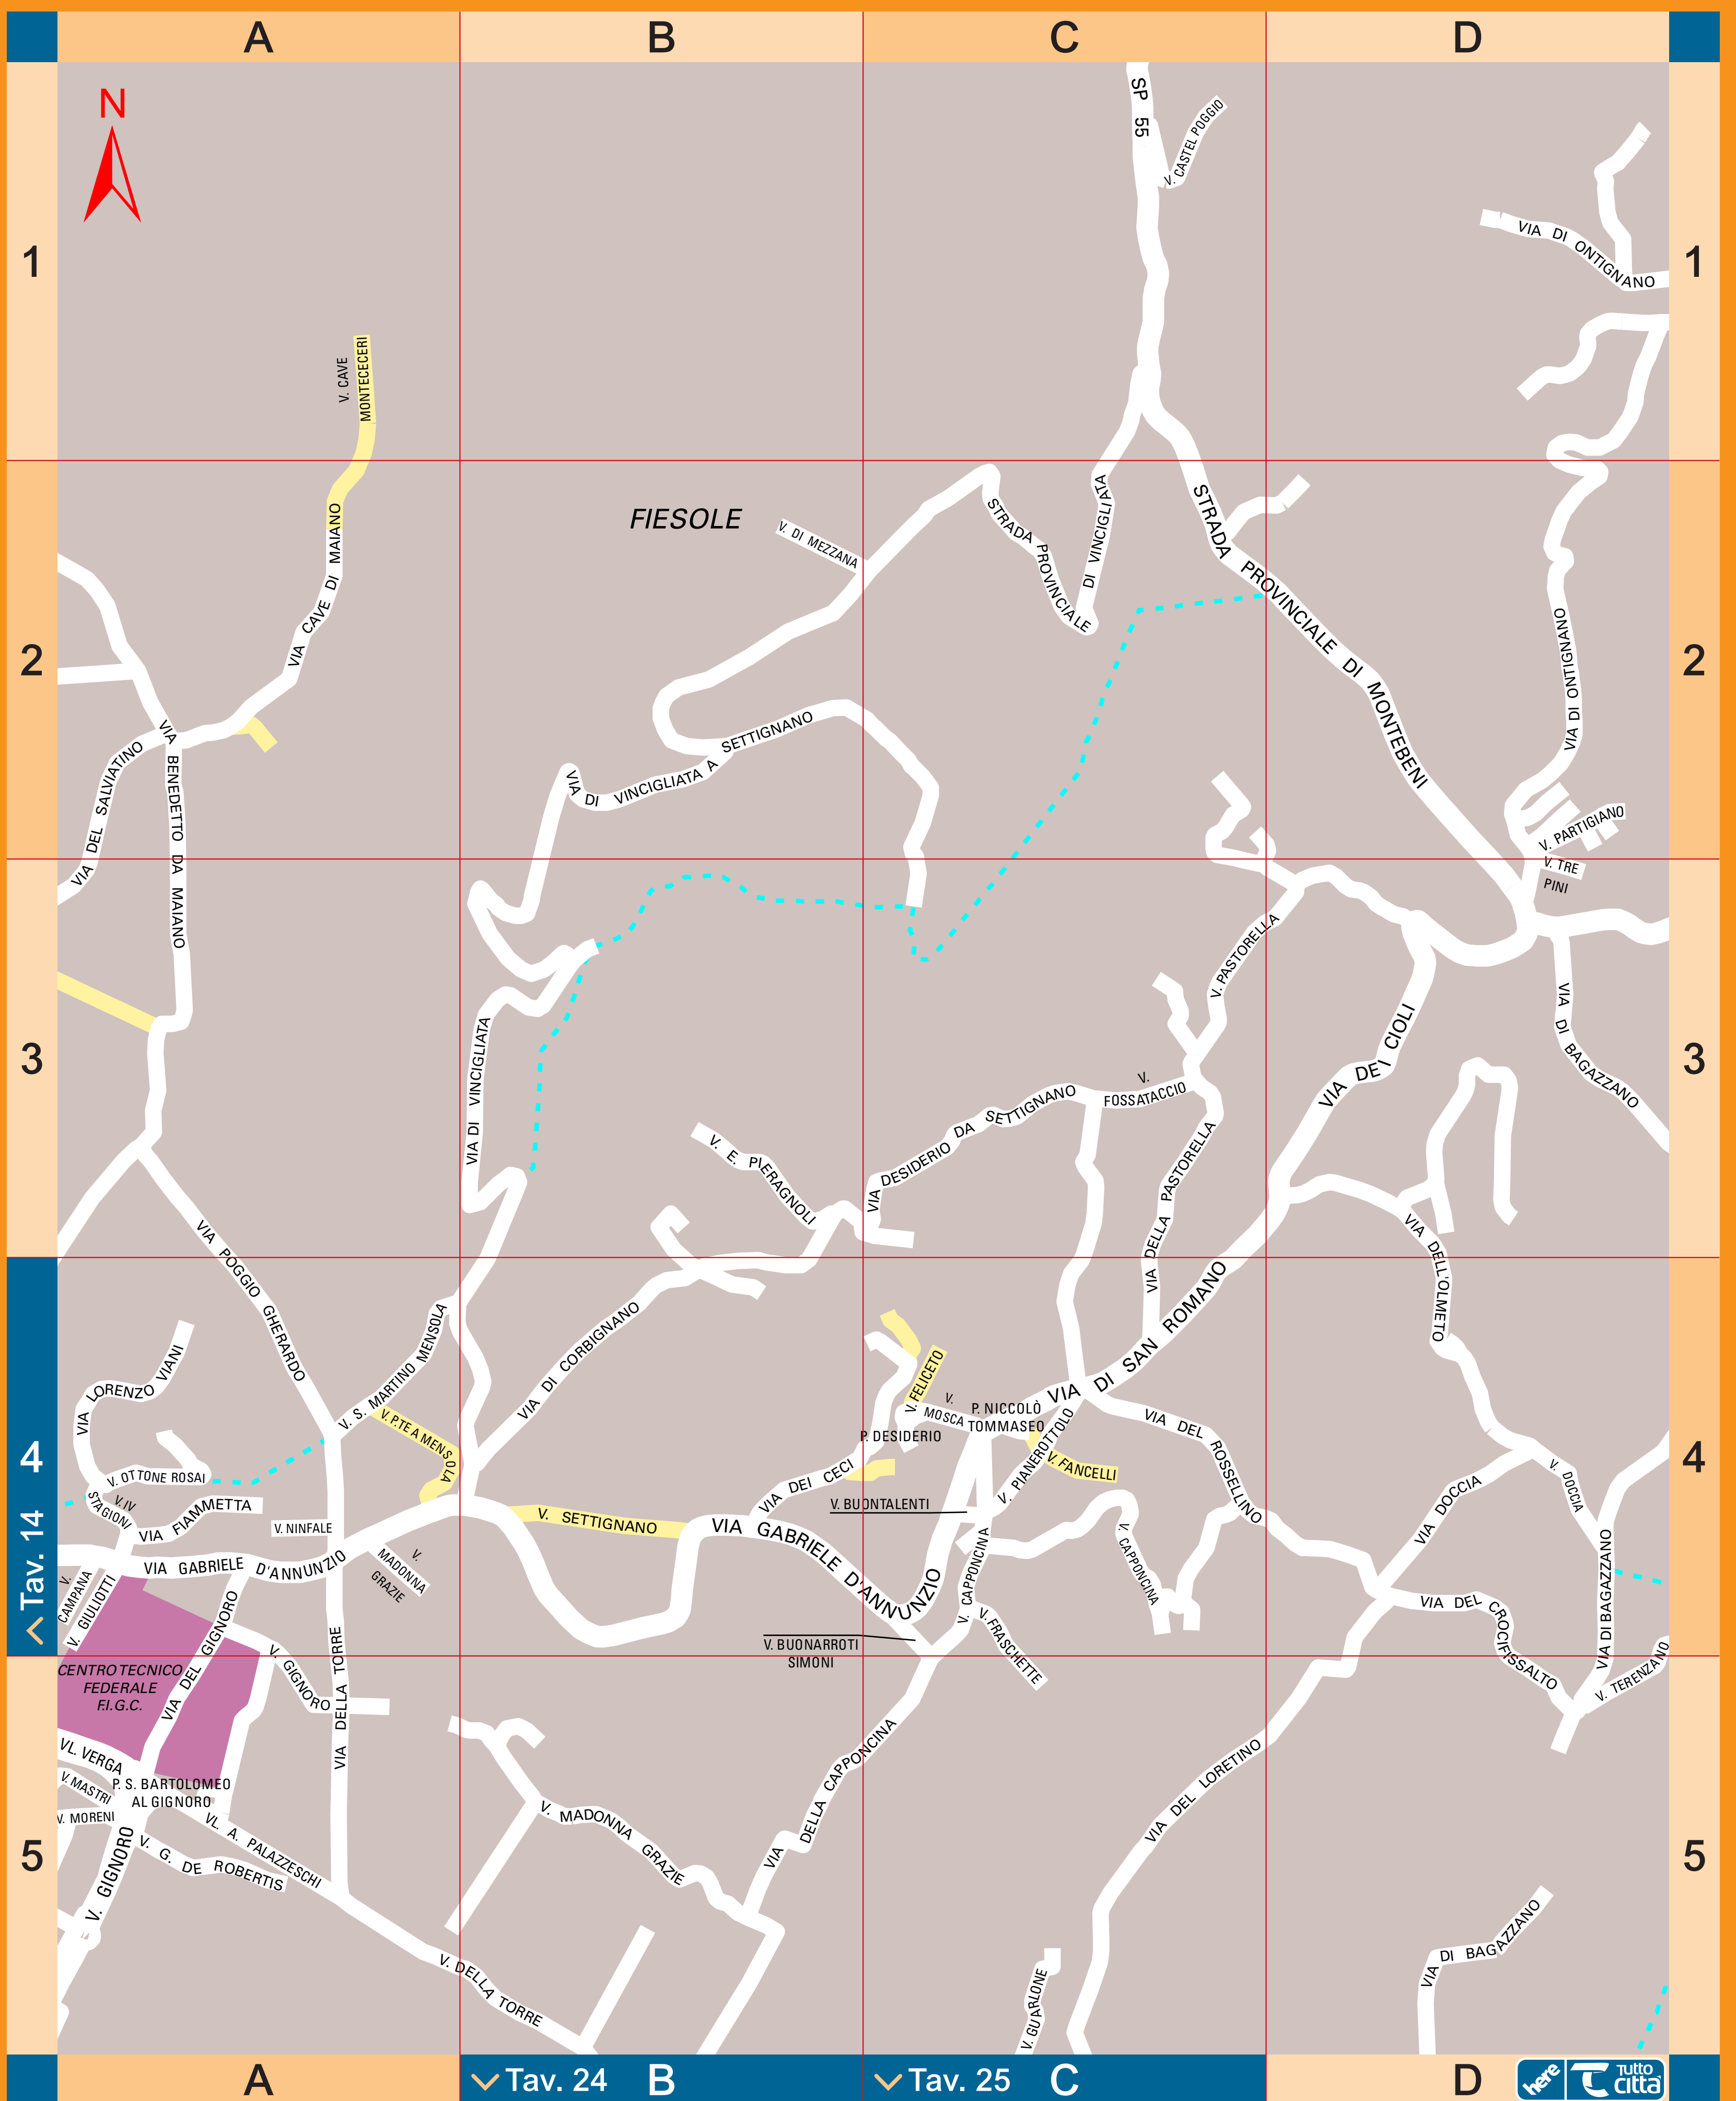 A
B
C
D
N
SP 55
V. CASTEL POGGIO
1
1
VIA DI ONTIGNANO
V. CAVE
MONTECECERI
FIESOLE
V. DI MEZZANA
STRADA PROVINCIALE
DI VINCIGLIATA
STRADA PROVINCIALE DI MONTEBENI
VIA CAVE DI MAIANO
2
2
VIA DI ONTIGNANO
VIA DEL SALVIATINO
VIA BENEDETTO DA MAIANO
VIA DI VINCIGLIATA A SETTIGNANO
V. PARTIGIANO
V. TRE
PINI
V. PASTORELLA
VIA DEI CIOLI
VIA DI BAGAZZANO
3
3
VIA DI VINCIGLIATA
V.
FOSSATACCIO
VIA DESIDERIO DA SETTIGNANO
V. E. PIERAGNOLI
VIA DELLA PASTORELLA
VIA POGGIO GHERARDO
VIA DELL'OLMETO
VIA DI SAN ROMANO
VIA LORENZO VIANI
V. S. MARTINO MENSOLA
VIA DI CORBIGNANO
V. P.TE A MENSOLA
V. FELICETO
V.
MOSCA
P. NICCOLÒ
TOMMASEO
P. DESIDERIO
V. PIANEROTTOLO
V. FANCELLI
VIA DEL ROSSELLINO
4
4
V. OTTONE ROSAI
V. IV
STAGIONI
VIA FIAMMETTA
V. NINFALE
V. SETTIGNANO
VIA DEI CECI
V. BUONTALENTI
VIA DOCCIA
V. DOCCIA
VIA GABRIELE D'ANNUNZIO
VIA GABRIELE D'ANNUNZIO
V.
MADONNA
GRAZIE
V. CAPPONCINA
V. CAPPONCINA
VIA DI BAGAZZANO
V.
CAMPANA
V. GIULIOTTI
VIA DEL CROCIFISSALTO
V. TERENZANO
Tav. 14
VIA DEL GIGNORO
V. GIGNORO
VIA DELLA TORRE
V. BUONARROTI
SIMONI
V. FRASCHETTE
CENTRO TECNICO
FEDERALE
F.I.G.C.
VL. VERGA
V. MASTRI
P. S. BARTOLOMEO
AL GIGNORO
V. MORENI
VL. A. PALAZZESCHI
V. G. DE ROBERTIS
V. GIGNORO
V. MADONNA GRAZIE
VIA DELLA CAPPONCINA
VIA DEL LORETINO
5
5
V. DELLA TORRE
V. GUARLONE
VIA DI BAGAZZANO
A
Tav. 24
B
Tav. 25
C
D
here
TUTTO
Città